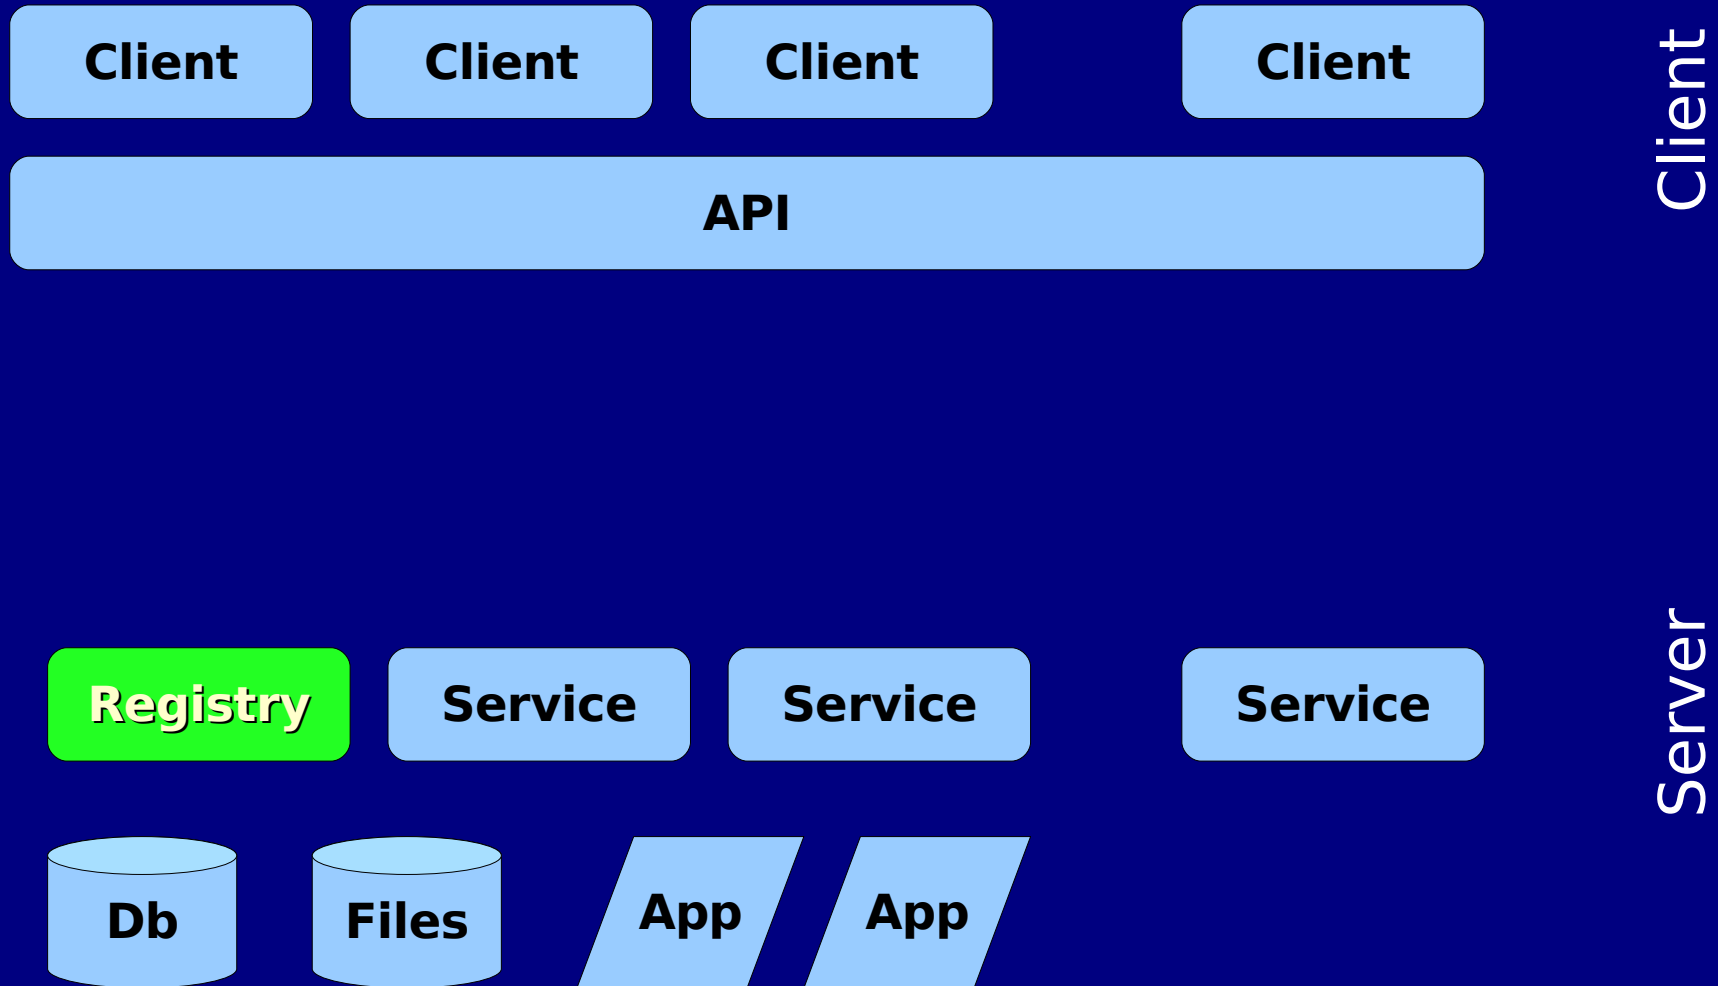 Client
Client
Client
Client
Client
API
Registry
Service
Service
Service
Server
Db
Files
App
App